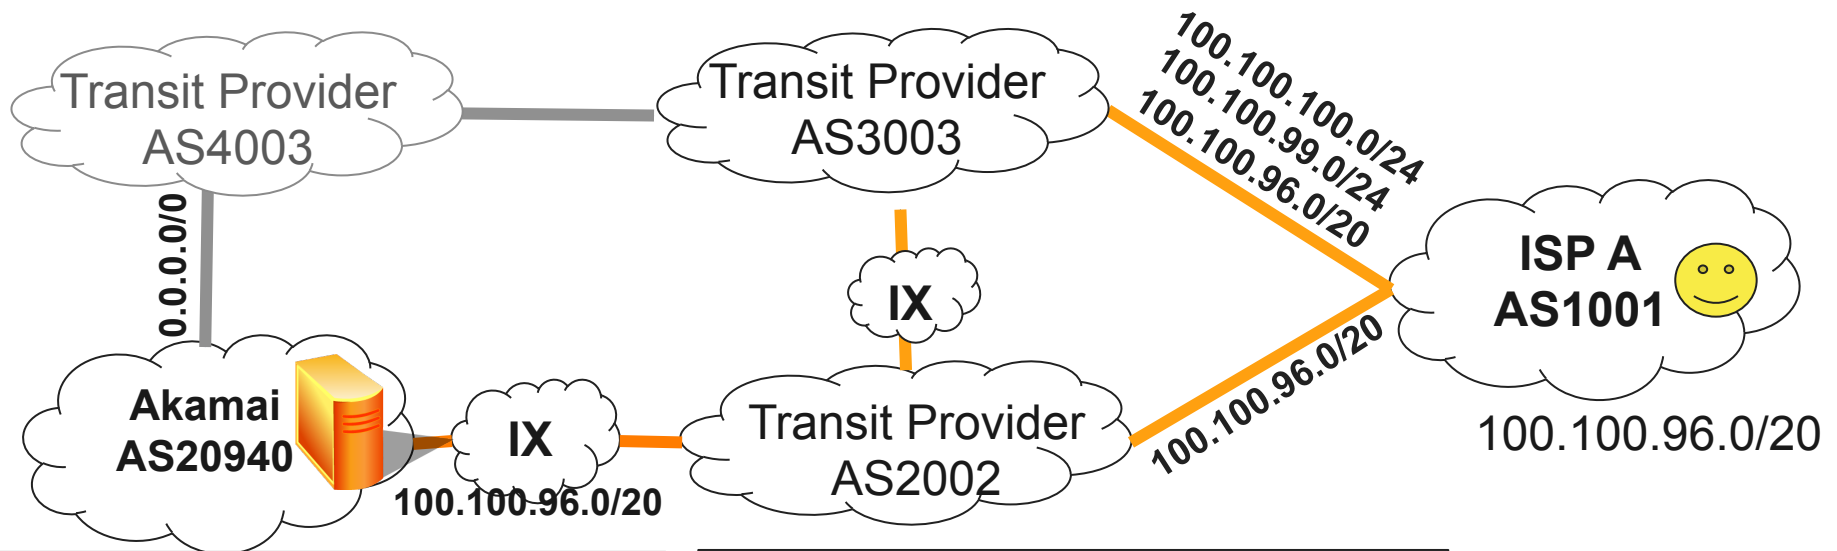 Transit Provider
AS4003
Transit Provider
AS3003
100.100.100.0/24
100.100.99.0/24
100.100.96.0/20
0.0.0.0/0
IX
ISP A
AS1001
100.100.96.0/20
Akamai
AS20940
IX
100.100.96.0/20
Transit Provider
AS2002
100.100.96.0/20